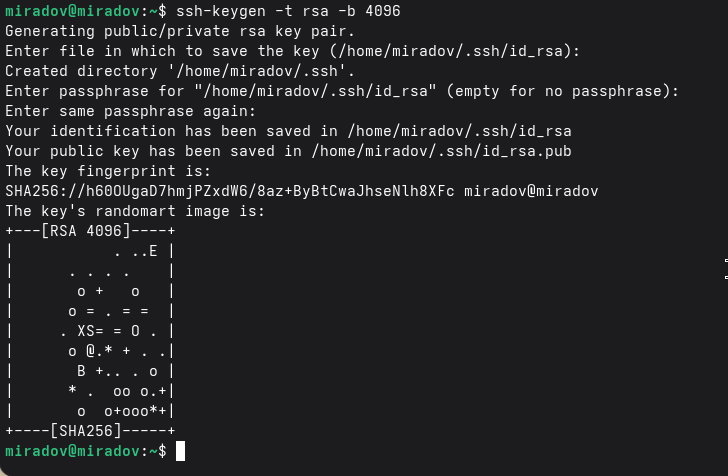 miradov@miradov:~$ ssh-keygen -t rsa -b 4096
Generating public/private rsa key pair.
Enter file in which to save the key (/home/miradov/.ssh/id_rsa):
Created directory '/home/miradov/.ssh'.
Enter passphrase for "/home/miradov/.ssh/id_rsa" (empty for no passphrase):
Enter same passphrase again:
Your identification has been saved in /home/miradov/.ssh/id_rsa
Your public key has been saved in /home/miradov/.ssh/id_rsa.pub
The key fingerprint is:
SHA256://h60OUgaD7hmjPZxdW6/8az+ByBtCwaJhseNlh8XFc miradov@miradov
The key's randomart image is:
+---[RSA 4096]----+
|           . ..E |
|      . . . .    |
|       o +   o   |
|      o = . = =  |
|     . XS= = O . |
|      o @.* + . .|
|       B +.. . o |
|      * .  oo o.+|
|       o  o+ooo*+|
+----[SHA256]-----+
miradov@miradov:~$